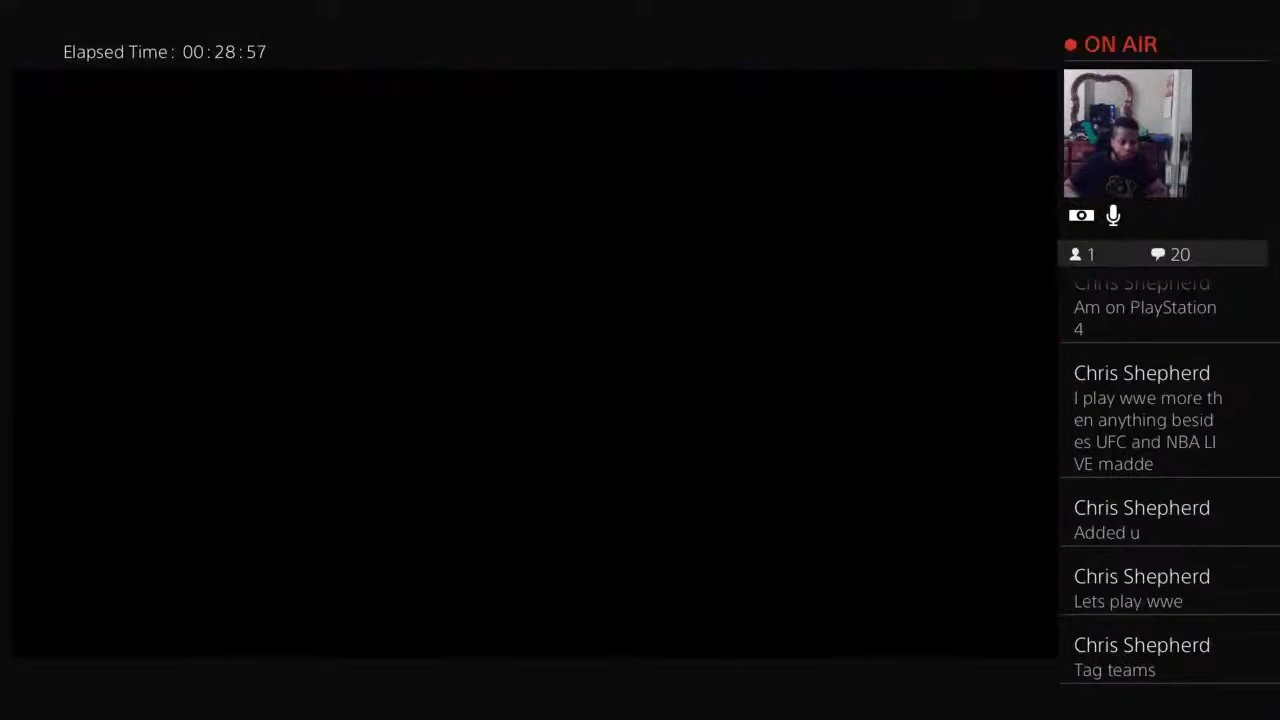 Elapsed Time: 00:28:57
ON AIR
1
20
Chris Shepherd
Am on PlayStation
4
Chris Shepherd
I play wwe more th
en anything besid
es UFC and NBA LI
VE madde
Chris Shepherd
Added u
Chris Shepherd
Lets play wwe
Chris Shepherd
Tag teams